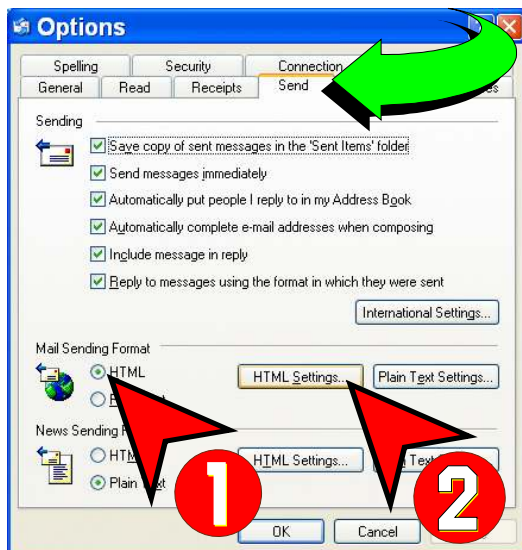 Options
Spelling Security Connection
General Read Receipts Send
Sending
Save copy of sent messages in the 'Sent Items' folder
Send messages immediately
Automatically put people I reply to in my Address Book
Automatically complete e-mail addresses when composing
Include message in reply
Reply to messages using the format in which they were sent
International Settings...
Mail Sending Format
HTML HTML Settings... Plain Text Settings...
News Sending
HTML Settings... Text
Plain
1 2
OK Cancel